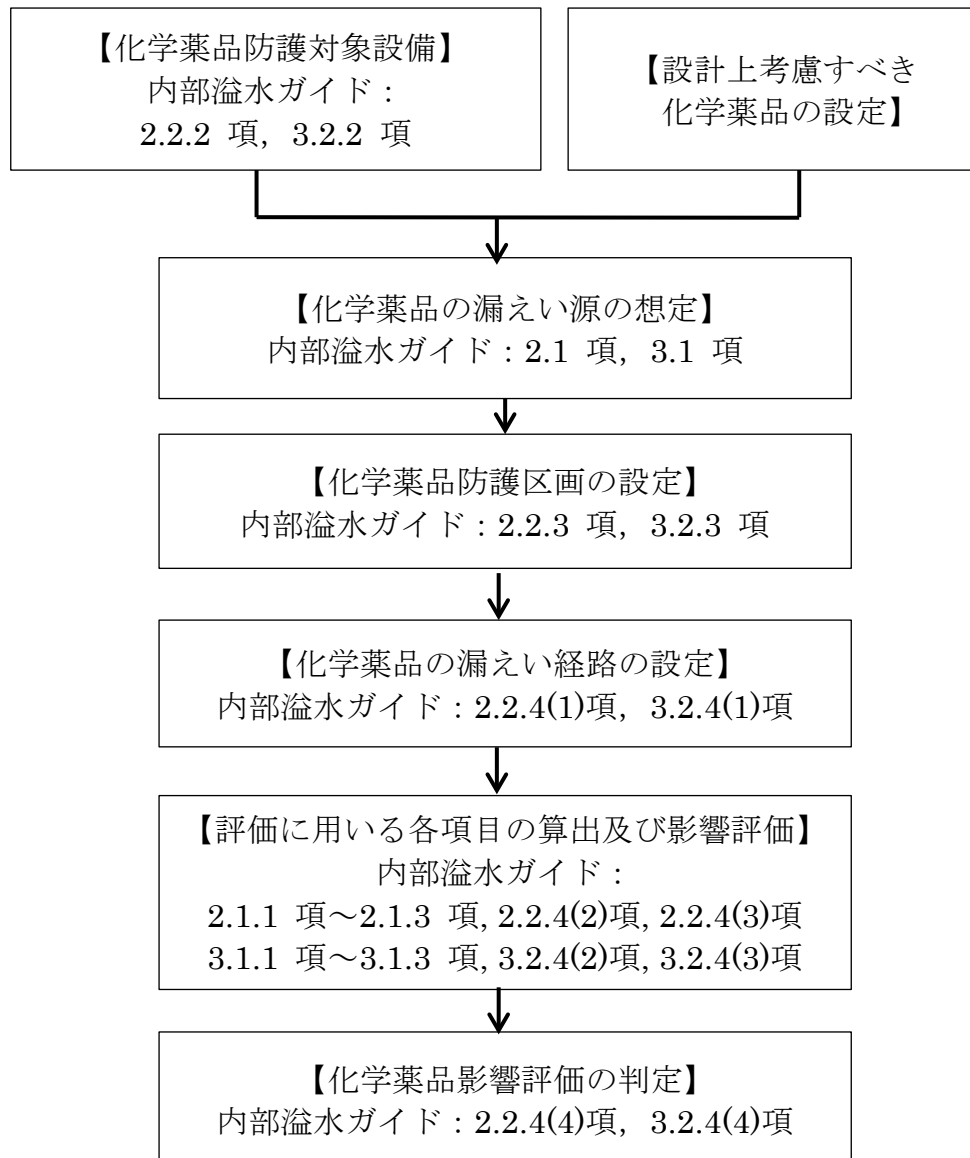 【化学薬品防護対象設備】
内部溢水ガイド：
2.2.2 項，3.2.2 項
【設計上考慮すべき
化学薬品の設定】
【化学薬品の漏えい源の想定】
内部溢水ガイド：2.1 項，3.1 項
【化学薬品防護区画の設定】
内部溢水ガイド：2.2.3 項，3.2.3 項
【化学薬品の漏えい経路の設定】
内部溢水ガイド：2.2.4(1)項，3.2.4(1)項
【評価に用いる各項目の算出及び影響評価】
内部溢水ガイド：
2.1.1 項～2.1.3 項, 2.2.4(2)項, 2.2.4(3)項
3.1.1 項～3.1.3 項, 3.2.4(2)項, 3.2.4(3)項
【化学薬品影響評価の判定】
内部溢水ガイド：2.2.4(4)項，3.2.4(4)項